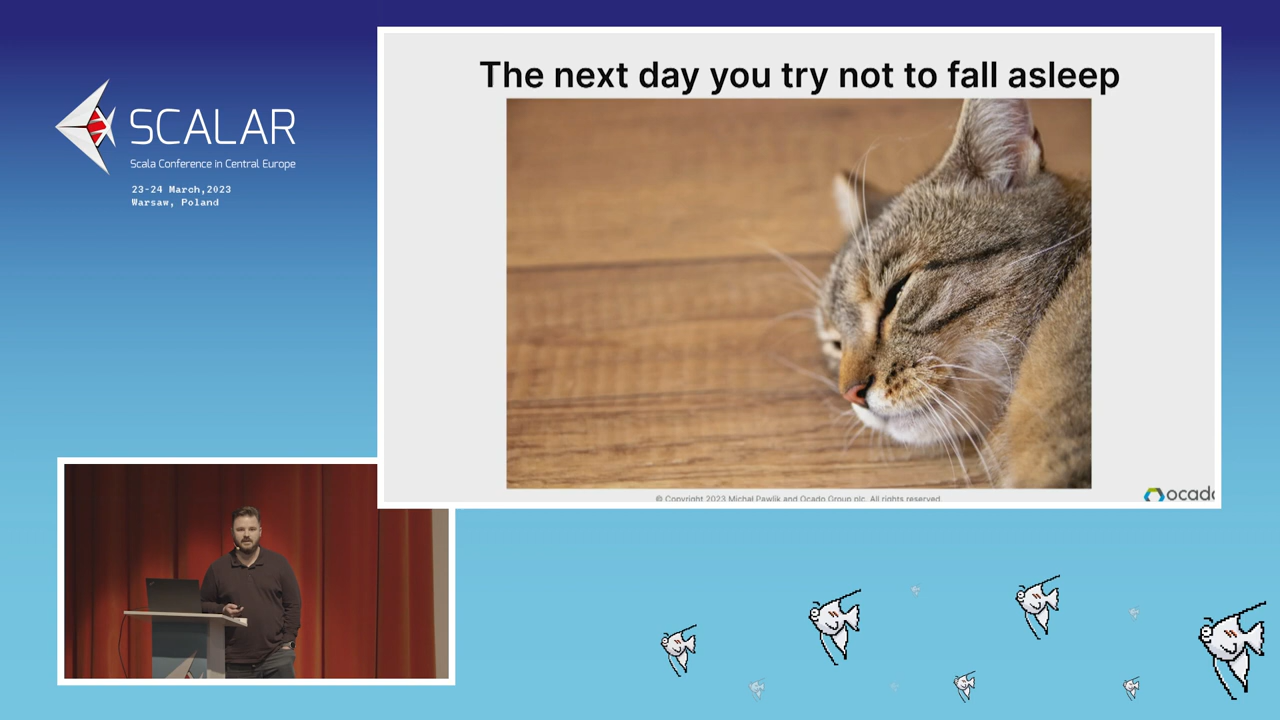 SCALAR
Scala Conference in Central Europe
23-24 March,2023
Warsaw, Poland
The next day you try not to fall asleep
© Copyright 2023 Michał Pawlik and Ocado Group plc. All rights reserved.
ocado